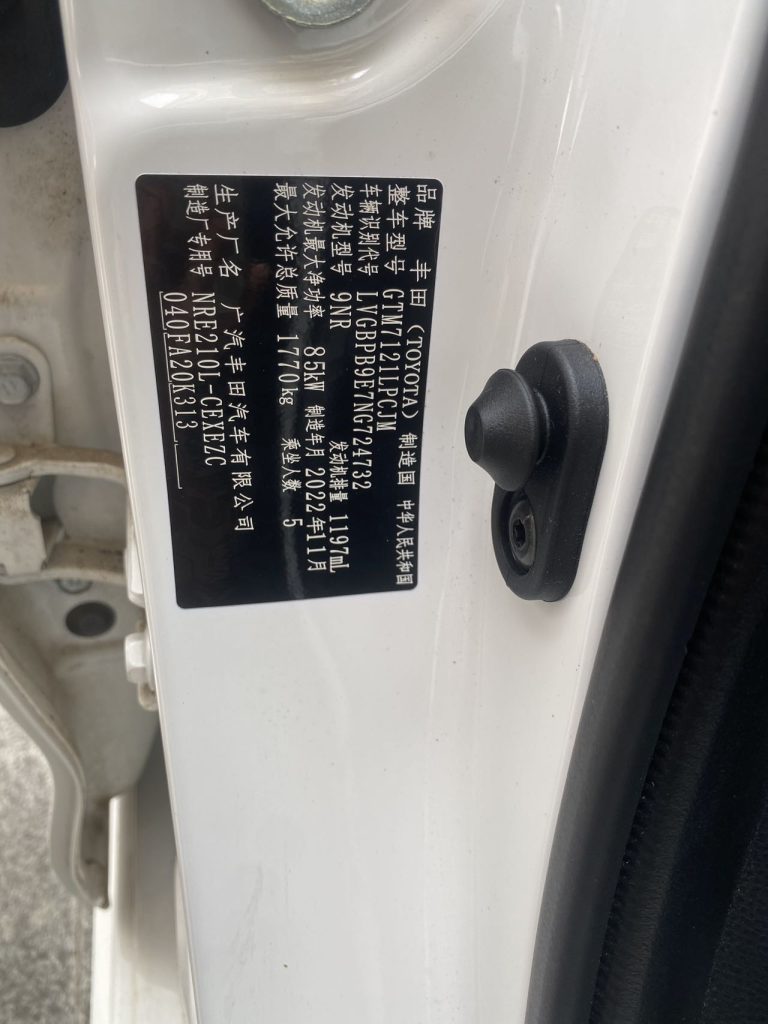 品牌 丰田（TOYOTA） 制造国 中华人民共和国
整车型号 GTM7121LPCJM
车辆识别代号 LVGBPB9E7NG724732
发动机型号 9NR 发动机排量 1197mL
发动机最大净功率 85kW 制造年月 2022年11月
最大允许总质量 1770kg 乘坐人数 5
生产厂名 广汽丰田汽车有限公司
制造厂专用号 NRE210L-CEXEZC
040FA20K313